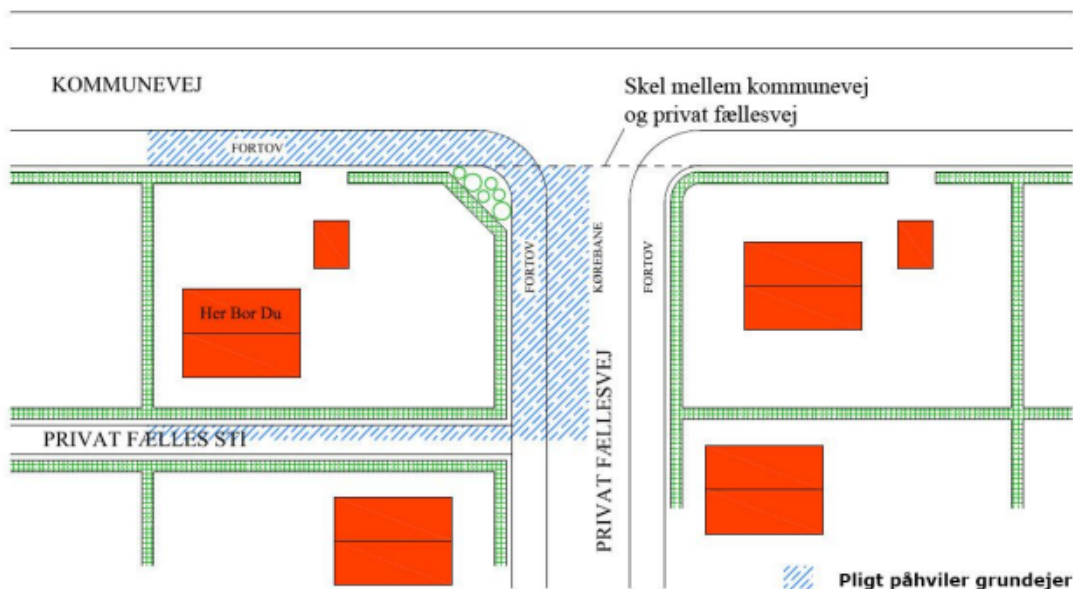 KOMMUNEVEJ
Skel mellem kommunevej
og privat fællesvej
FORTOV
FORTOV
KØREBANE
FORTOV
Her Bor Du
PRIVAT FÆLLESVEJ
PRIVAT FÆLLES STI
Pligt påhviler grundejer